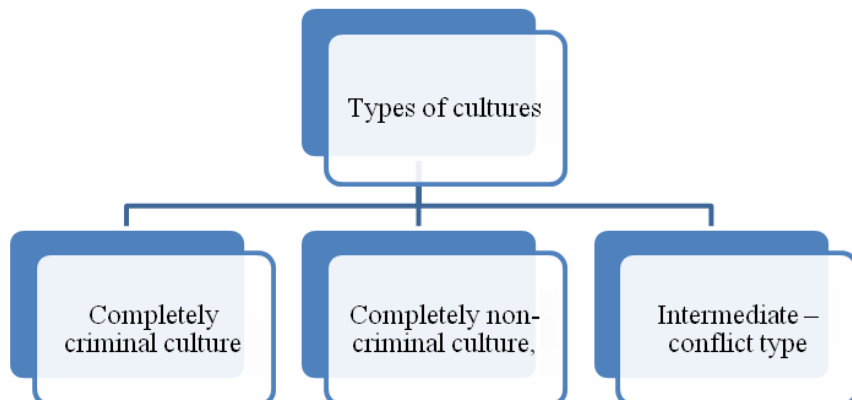 Types of cultures
Completely
criminal culture
Completely non-
criminal culture,
Intermediate –
conflict type